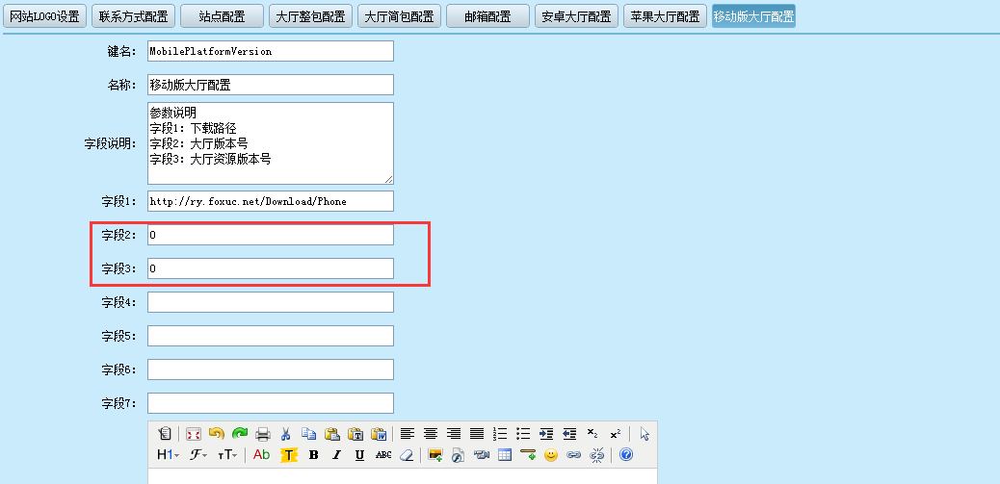 网站LOGO设置 联系方式配置 站点配置 大厅整包配置 大厅简包配置 邮箱配置 安卓大厅配置 苹果大厅配置 移动版大厅配置
键名： MobilePlatformVersion
名称： 移动版大厅配置
字段说明： 参数说明
字段1：下载路径
字段2：大厅版本号
字段3：大厅资源版本号
字段1： http://ry.foxuc.net/Download/Phone
字段2： 0
字段3： 0
字段4：
字段5：
字段6：
字段7：
H1 F тT Ab T B I U ABC